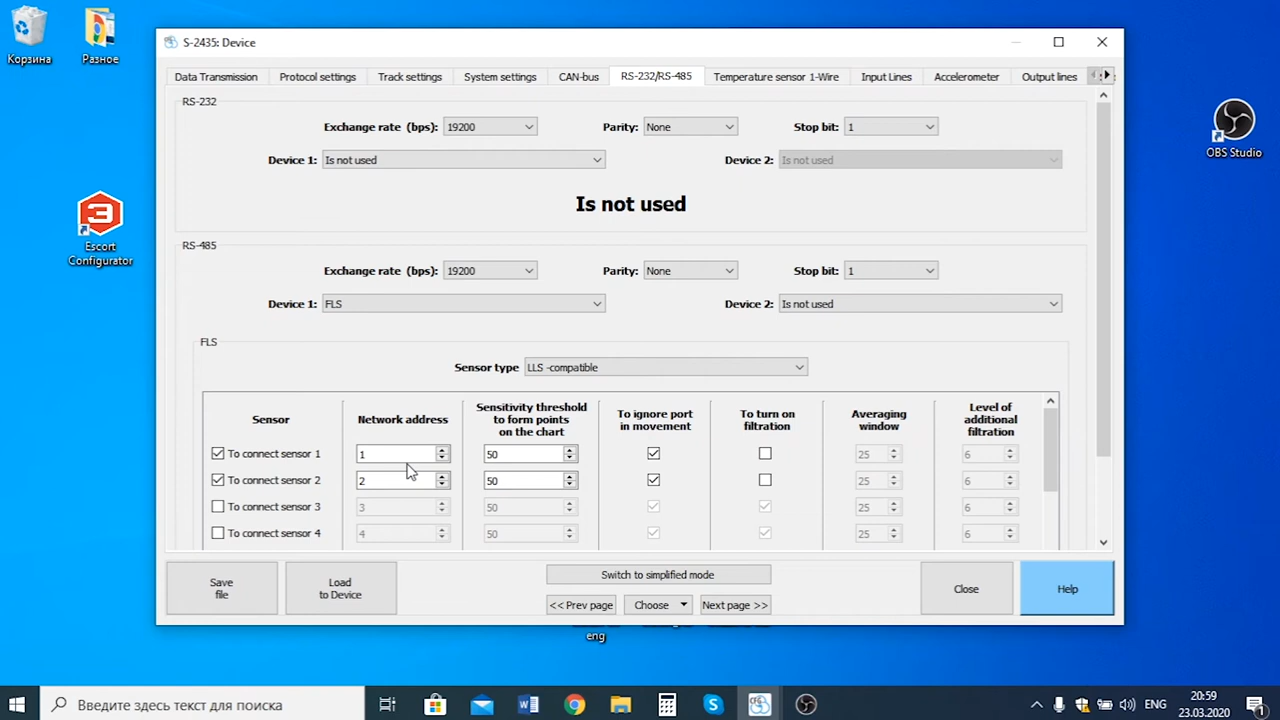 Корзина
Разное
Escort
Configurator
OBS Studio
S-2435: Device
Data Transmission
Protocol settings
Track settings
System settings
CAN-bus
RS-232/RS-485
Temperature sensor 1-Wire
Input Lines
Accelerometer
Output lines
RS-232
Exchange rate (bps): 19200
Parity: None
Stop bit: 1
Device 1: Is not used
Device 2: Is not used
Is not used
RS-485
Exchange rate (bps): 19200
Parity: None
Stop bit: 1
Device 1: FLS
Device 2: Is not used
FLS
Sensor type LLS -compatible
Sensor
Network address
Sensitivity threshold
to form points
on the chart
To ignore port
in movement
To turn on
filtration
Averaging
window
Level of
additional
filtration
To connect sensor 1 1 50 25 6
To connect sensor 2 2 50 25 6
To connect sensor 3 3 50 25 6
To connect sensor 4 4 50 25 6
Save
file
Load
to Device
Switch to simplified mode
<< Prev page
Choose
Next page >>
Close
Help
eng
Введите здесь текст для поиска
ENG
20:59
23.03.2020
1